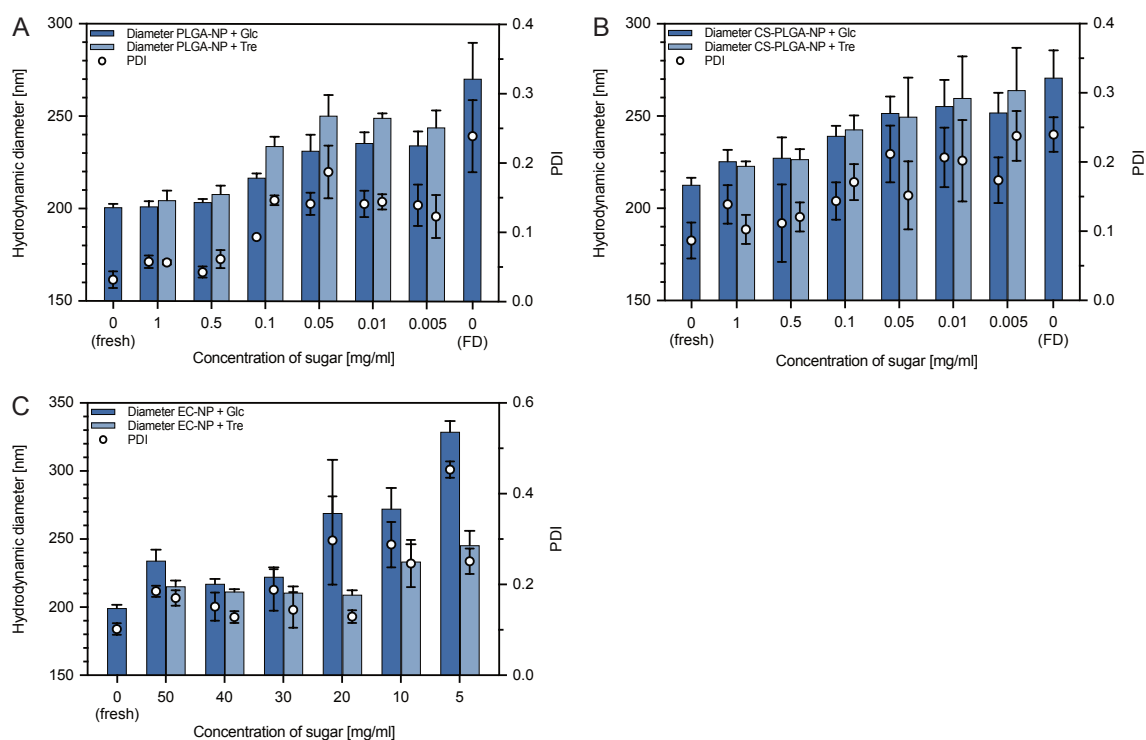 A
Diameter PLGA-NP + Glc
Diameter PLGA-NP + Tre
PDI
Hydrodynamic diameter [nm]
300
250
200
150
0.4
0.3
0.2
0.1
0.0
PDI
0 1 0.5 0.1 0.05 0.01 0.005 0
(fresh) (FD)
Concentration of sugar [mg/ml]
B
Diameter CS-PLGA-NP + Glc
Diameter CS-PLGA-NP + Tre
PDI
Hydrodynamic diameter [nm]
300
250
200
150
0.4
0.3
0.2
0.1
0.0
PDI
0 1 0.5 0.1 0.05 0.01 0.005 0
(fresh) (FD)
Concentration of sugar [mg/ml]
C
Diameter EC-NP + Glc
Diameter EC-NP + Tre
PDI
Hydrodynamic diameter [nm]
350
300
250
200
150
0.6
0.4
0.2
0.0
PDI
0 50 40 30 20 10 5
(fresh)
Concentration of sugar [mg/ml]